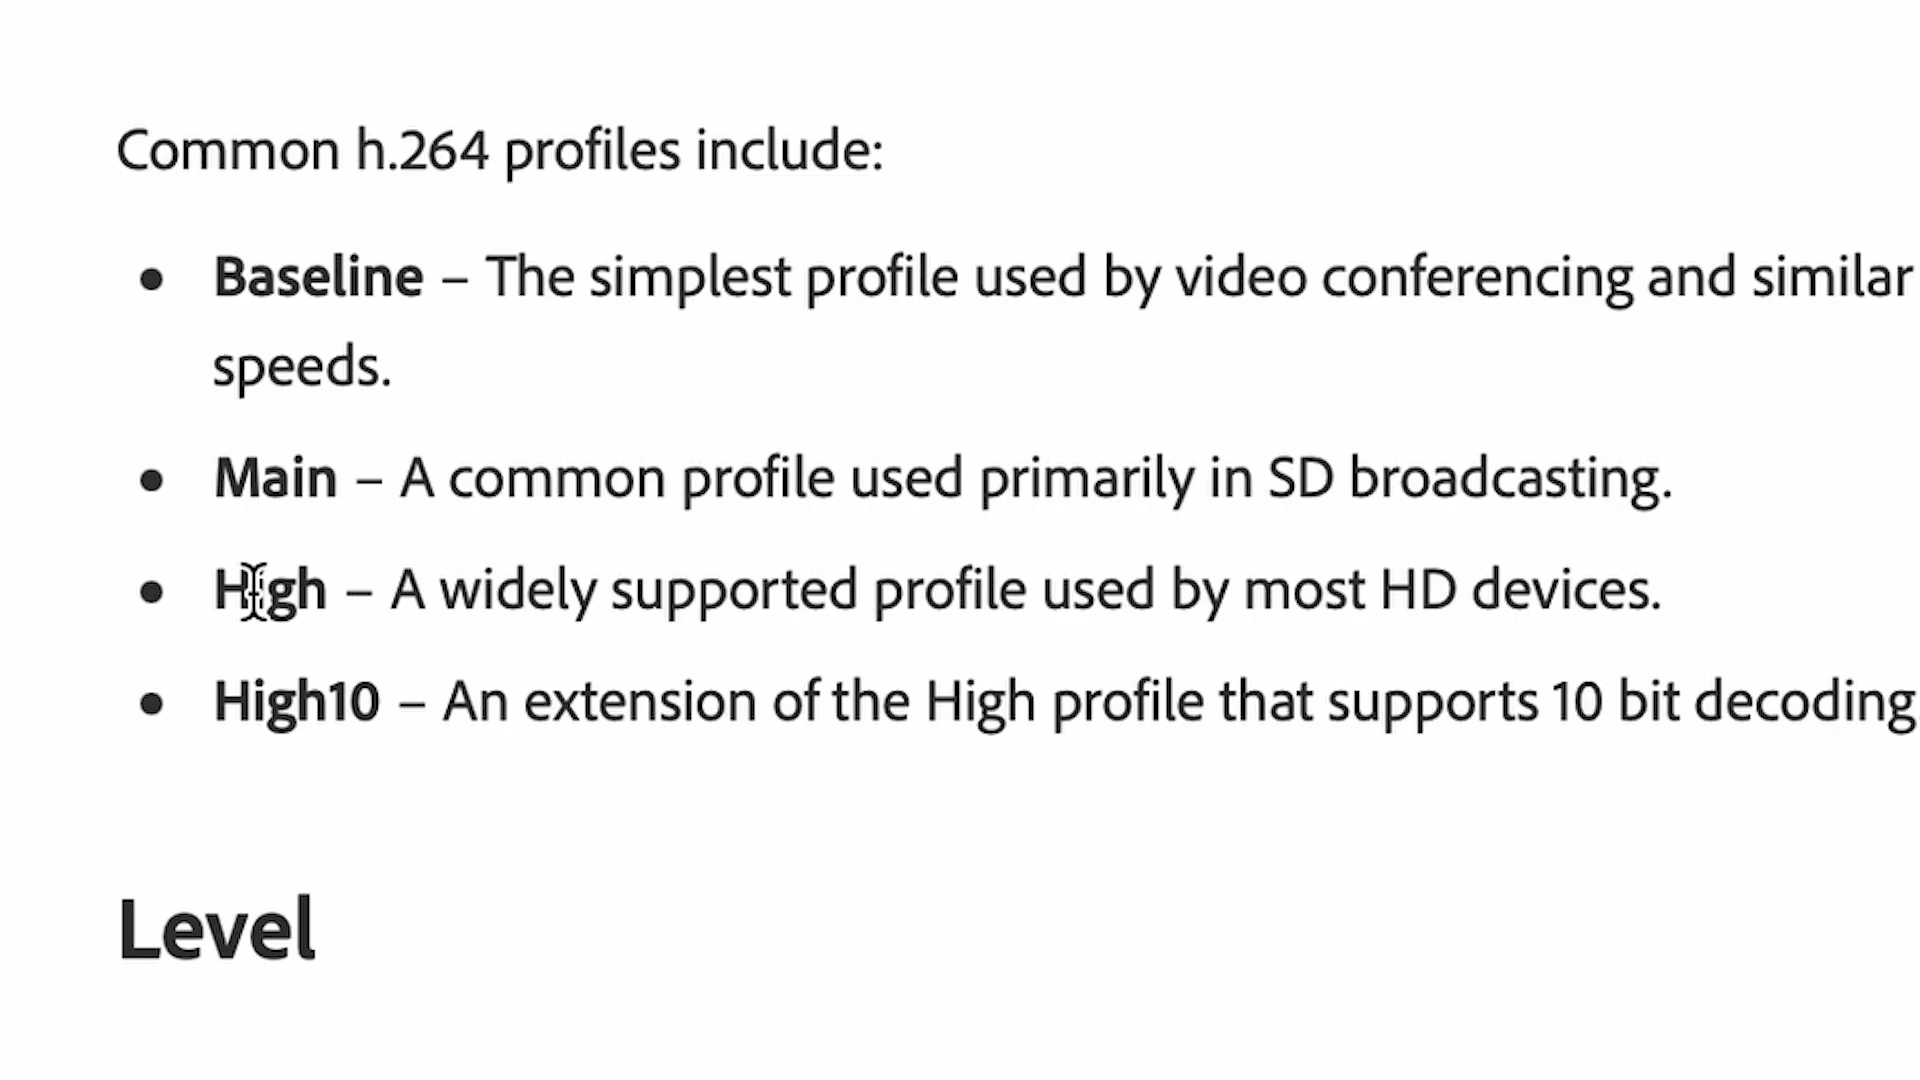 Common h.264 profiles include:
• Baseline – The simplest profile used by video conferencing and similar
speeds.
• Main – A common profile used primarily in SD broadcasting.
• High – A widely supported profile used by most HD devices.
• High10 – An extension of the High profile that supports 10 bit decoding
Level